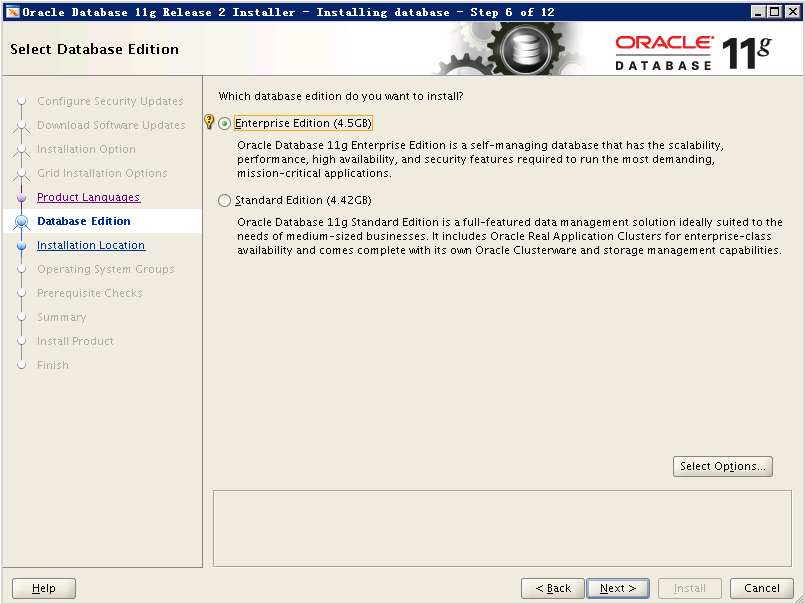 Oracle Database 11g Release 2 Installer - Installing database - Step 6 of 12
Select Database Edition
ORACLE
DATABASE 11g
Configure Security Updates
Download Software Updates
Installation Option
Grid Installation Options
Product Languages
Database Edition
Installation Location
Operating System Groups
Prerequisite Checks
Summary
Install Product
Finish
Which database edition do you want to install?
Enterprise Edition (4.5GB)
Oracle Database 11g Enterprise Edition is a self-managing database that has the scalability,
performance, high availability, and security features required to run the most demanding,
mission-critical applications.
Standard Edition (4.42GB)
Oracle Database 11g Standard Edition is a full-featured data management solution ideally suited to the
needs of medium-sized businesses. It includes Oracle Real Application Clusters for enterprise-class
availability and comes complete with its own Oracle Clusterware and storage management capabilities.
Select Options...
Help
< Back
Next >
Install
Cancel